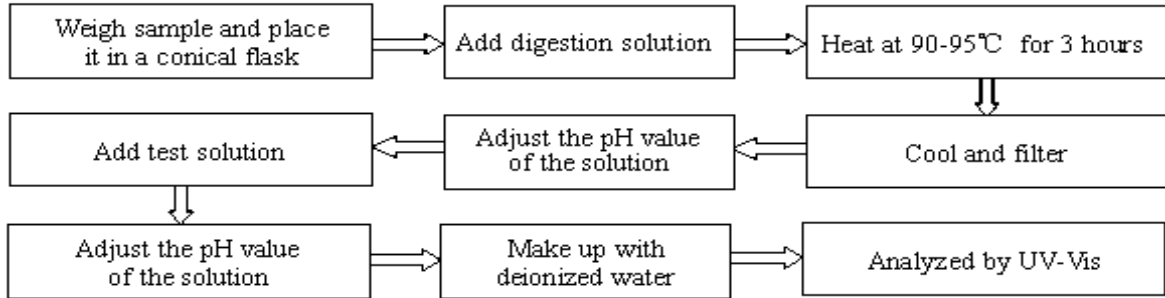 Weigh sample and place
it in a conical flask
Add digestion solution
Heat at 90-95℃ for 3 hours
Cool and filter
Adjust the pH value
of the solution
Add test solution
Adjust the pH value
of the solution
Make up with
deionized water
Analyzed by UV-Vis